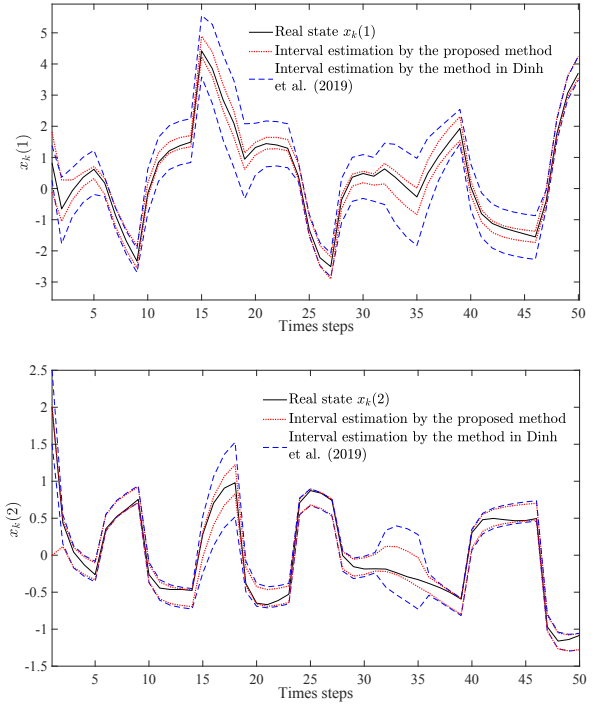 5
4
3
2
1
0
-1
-2
-3
x_k(1)
Real state x_k(1)
Interval estimation by the proposed method
Interval estimation by the method in Dinh
et al. (2019)
5 10 15 20 25 30 35 40 45 50
Times steps
2.5
2
1.5
1
0.5
0
-0.5
-1
-1.5
x_k(2)
Real state x_k(2)
Interval estimation by the proposed method
Interval estimation by the method in Dinh
et al. (2019)
5 10 15 20 25 30 35 40 45 50
Times steps